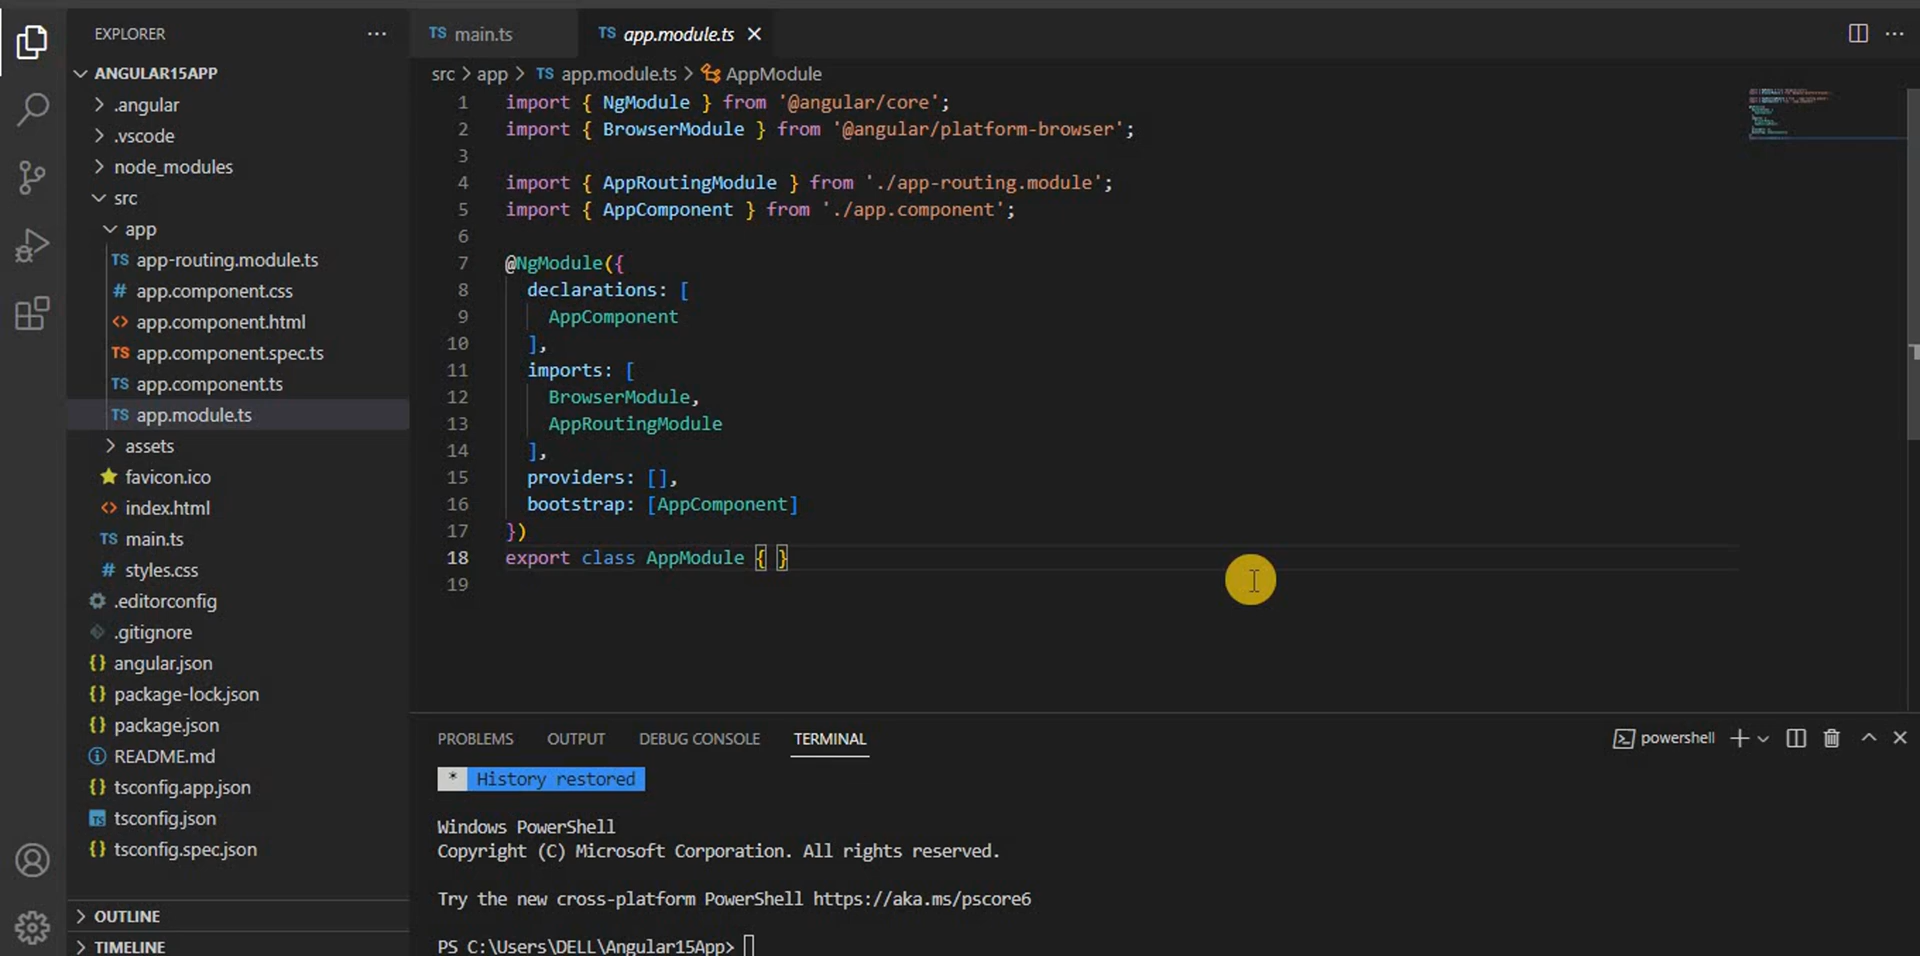 EXPLORER
ANGULAR15APP
.angular
.vscode
node_modules
src
app
TS app-routing.module.ts
# app.component.css
<> app.component.html
TS app.component.spec.ts
TS app.component.ts
TS app.module.ts
assets
favicon.ico
<> index.html
TS main.ts
# styles.css
.editorconfig
.gitignore
{} angular.json
{} package-lock.json
{} package.json
README.md
{} tsconfig.app.json
TS tsconfig.json
{} tsconfig.spec.json
OUTLINE
TIMELINE
TS main.ts
TS app.module.ts
src > app > TS app.module.ts > AppModule
1 import { NgModule } from '@angular/core';
2 import { BrowserModule } from '@angular/platform-browser';
3
4 import { AppRoutingModule } from './app-routing.module';
5 import { AppComponent } from './app.component';
6
7 @NgModule({
8 declarations: [
9 AppComponent
10 ],
11 imports: [
12 BrowserModule,
13 AppRoutingModule
14 ],
15 providers: [],
16 bootstrap: [AppComponent]
17 })
18 export class AppModule { }
19
PROBLEMS OUTPUT DEBUG CONSOLE TERMINAL
powershell
* History restored
Windows PowerShell
Copyright (C) Microsoft Corporation. All rights reserved.
Try the new cross-platform PowerShell https://aka.ms/pscore6
PS C:\Users\DELL\Angular15App>